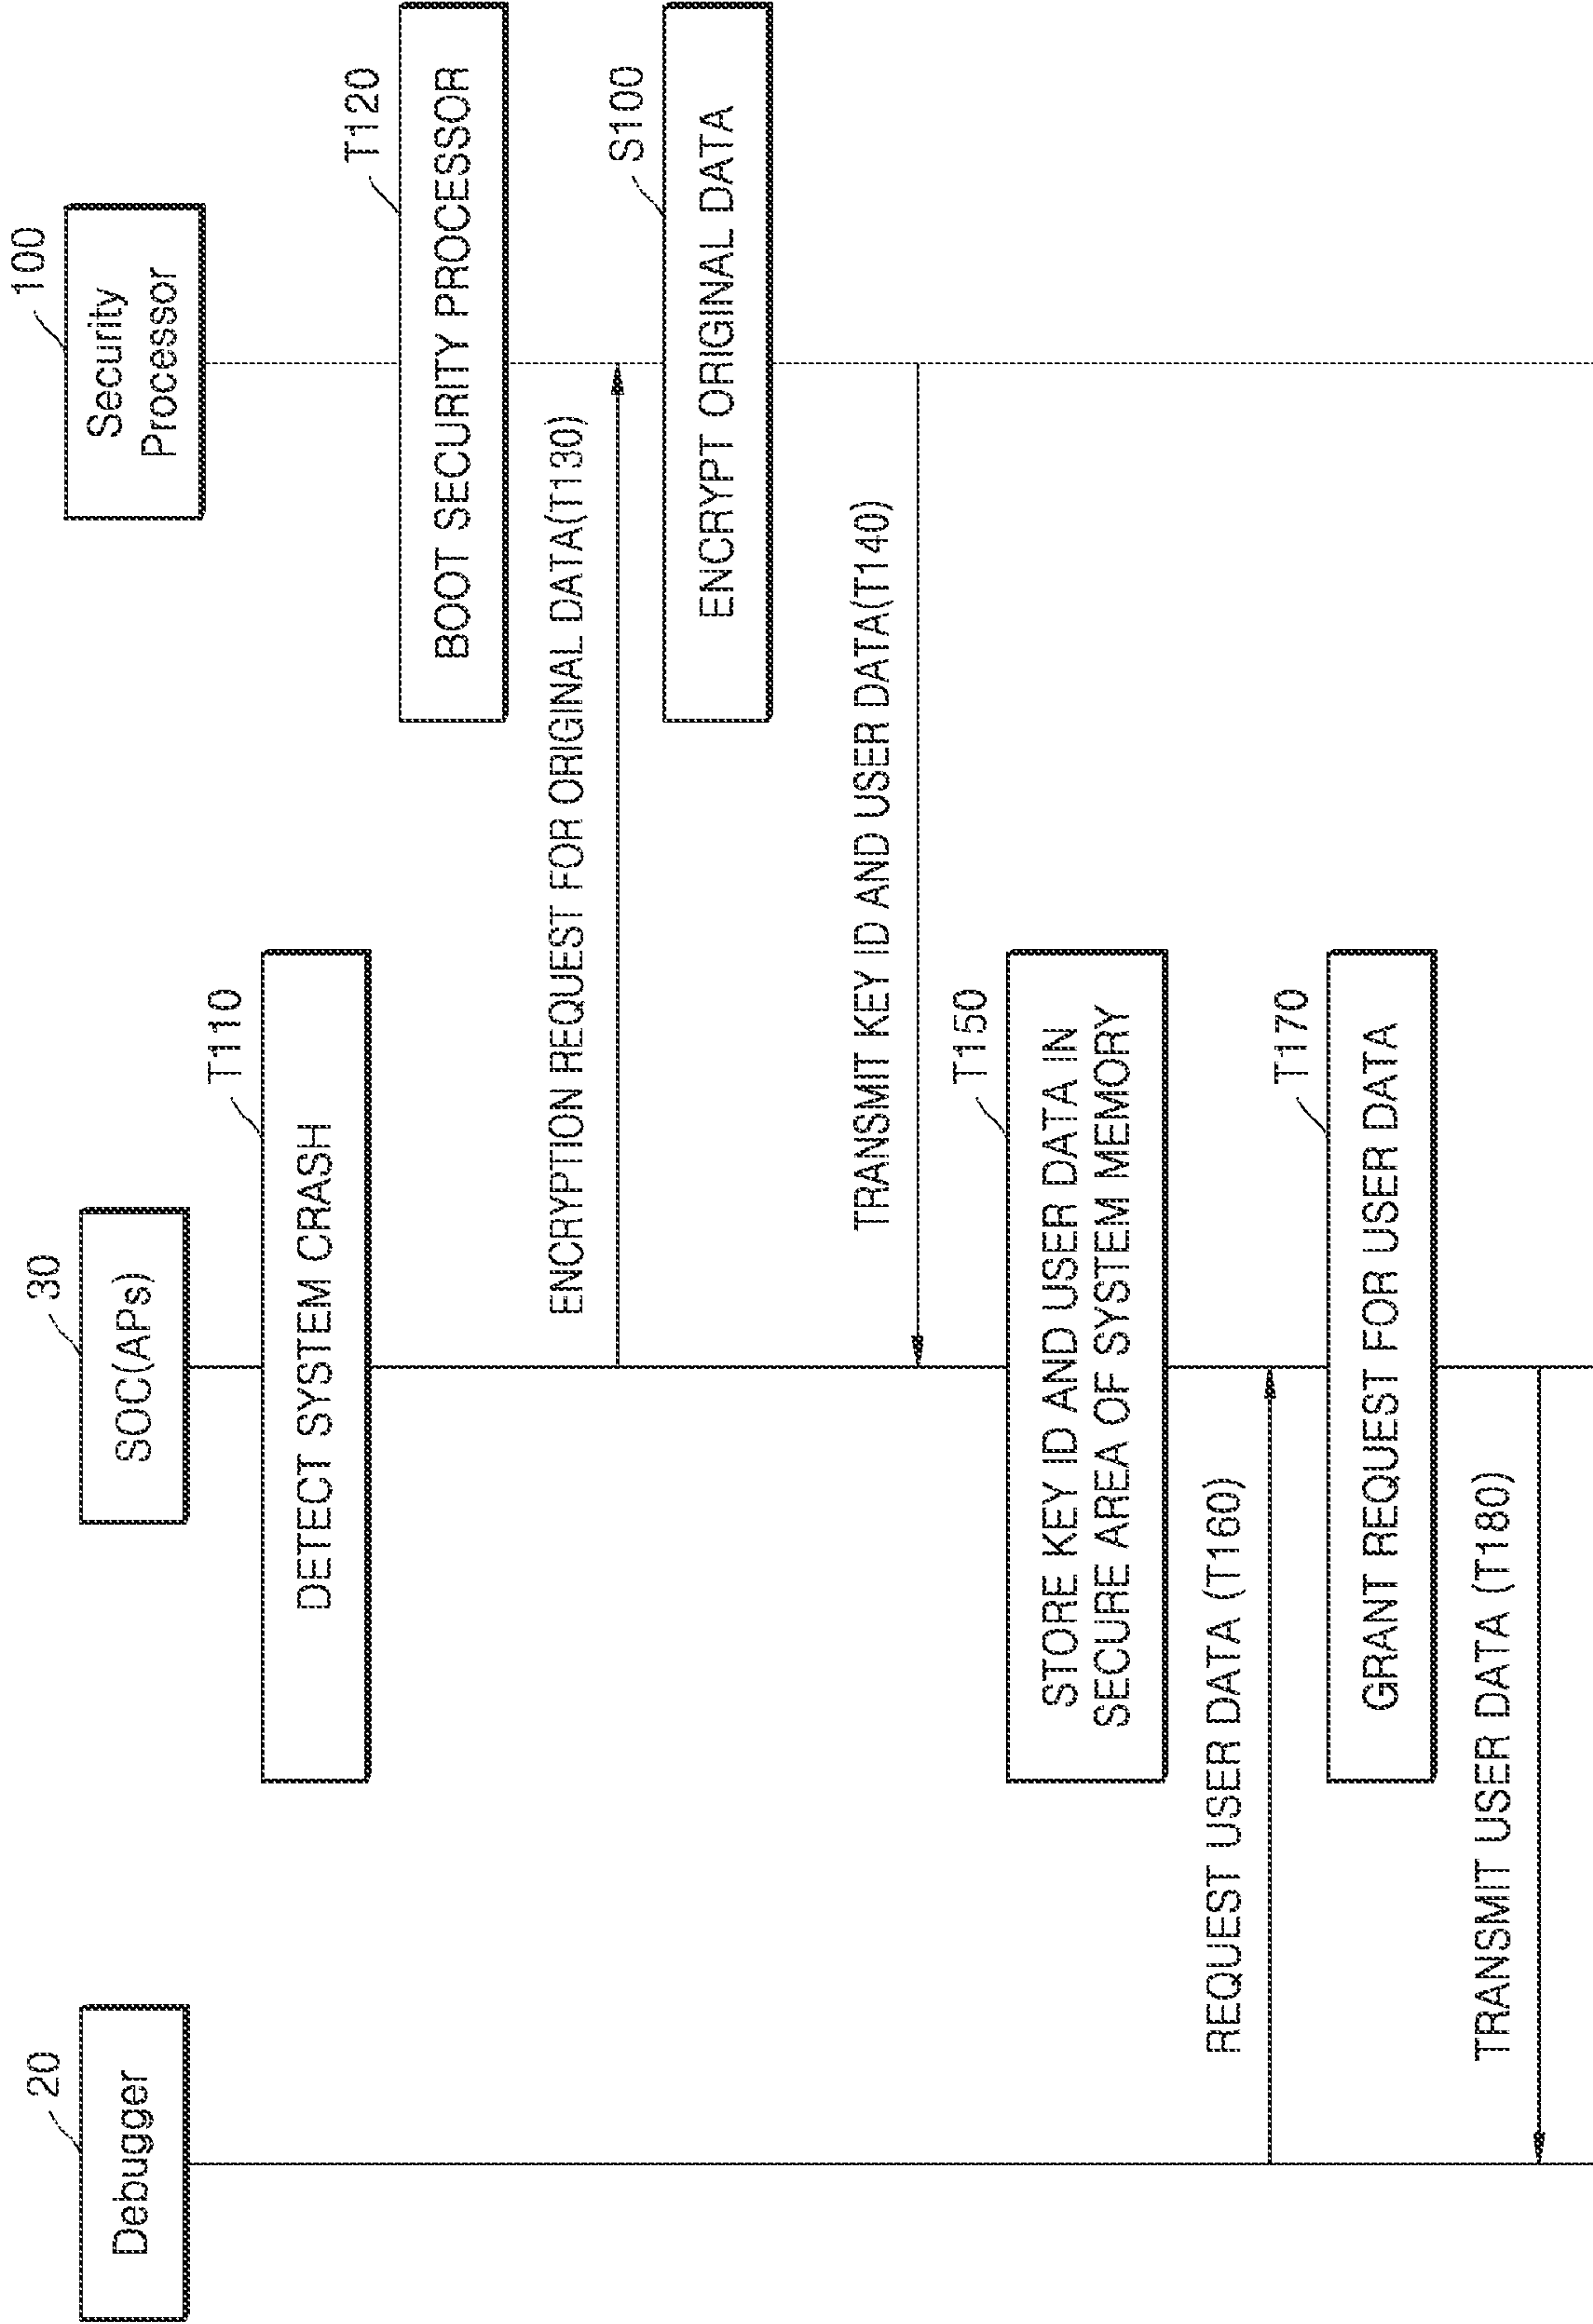 20
Debugger
30
SOC(APs)
100
Security
Processor
T110
DETECT SYSTEM CRASH
T120
BOOT SECURITY PROCESSOR
ENCRYPTION REQUEST FOR ORIGINAL DATA(T130)
S100
ENCRYPT ORIGINAL DATA
TRANSMIT KEY ID AND USER DATA(T140)
T150
STORE KEY ID AND USER DATA IN
SECURE AREA OF SYSTEM MEMORY
REQUEST USER DATA (T160)
T170
GRANT REQUEST FOR USER DATA
TRANSMIT USER DATA (T180)